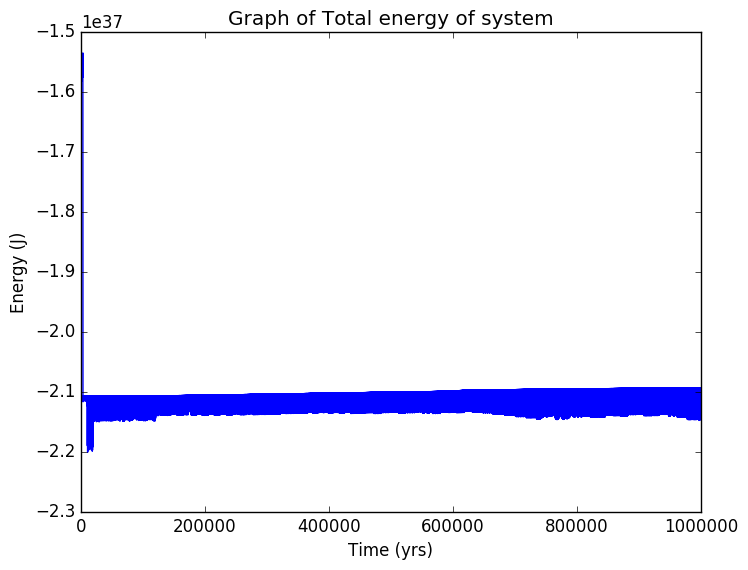 Graph of Total energy of system
1e37
−1.5
−1.6
−1.7
−1.8
−1.9
−2.0
−2.1
−2.2
−2.3
Energy (J)
0 200000 400000 600000 800000 1000000
Time (yrs)